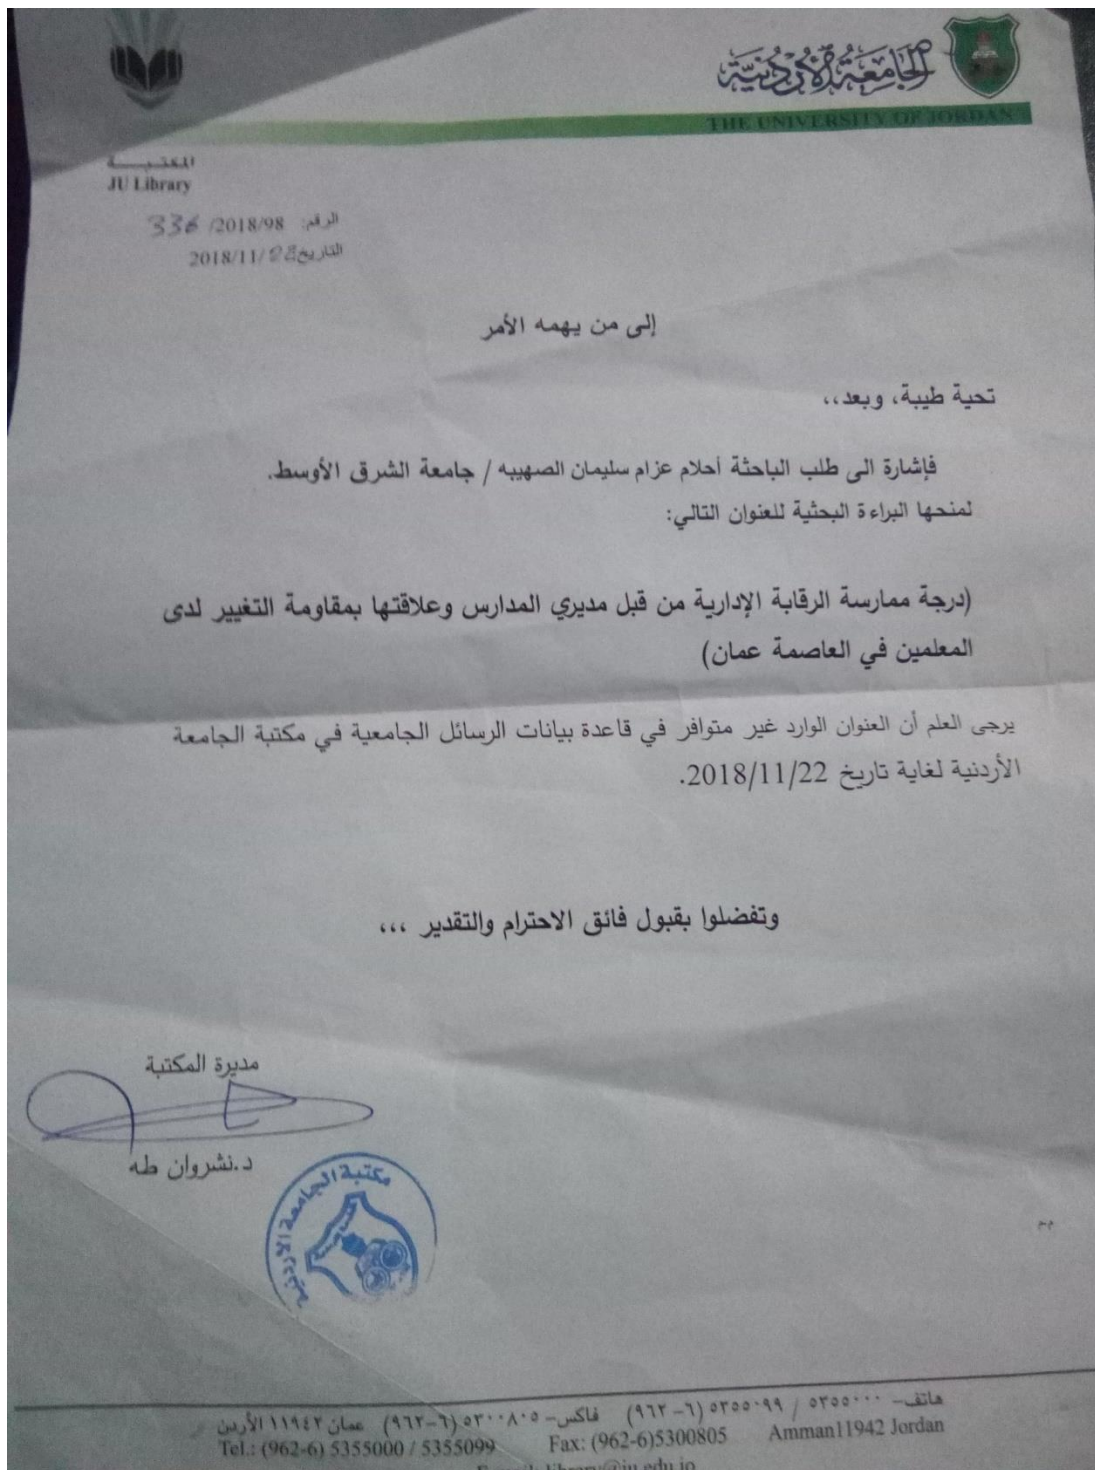 الجامعة الأردنية
THE UNIVERSITY OF JORDAN
المكتبة
JU Library
الرقم: 2018/98/ 336
التاريخ 2018/11/
إلى من يهمه الأمر
تحية طيبة، وبعد،،
فإشارة الى طلب الباحثة أحلام عزام سليمان الصهيبه / جامعة الشرق الأوسط.
لمنحها البراءة البحثية للعنوان التالي:
(درجة ممارسة الرقابة الإدارية من قبل مديري المدارس وعلاقتها بمقاومة التغيير لدى
المعلمين في العاصمة عمان)
يرجى العلم أن العنوان الوارد غير متوافر في قاعدة بيانات الرسائل الجامعية في مكتبة الجامعة
الأردنية لغاية تاريخ 2018/11/22.
وتفضلوا بقبول فائق الاحترام والتقدير ،،،
مديرة المكتبة
د.نشروان طه
مكتبة الجامعة الاردنية
هاتف– ٥٣٥٥٠٠٠ / ٥٣٥٥٠٩٩ (٦-٩٦٢) فاكس– ٥٣٠٠٨٠٥ (٦-٩٦٢) عمان ١١٩٤٢ الأردن
Tel.: (962-6) 5355000 / 5355099 Fax: (962-6)5300805 Amman11942 Jordan
library@ju.edu.jo